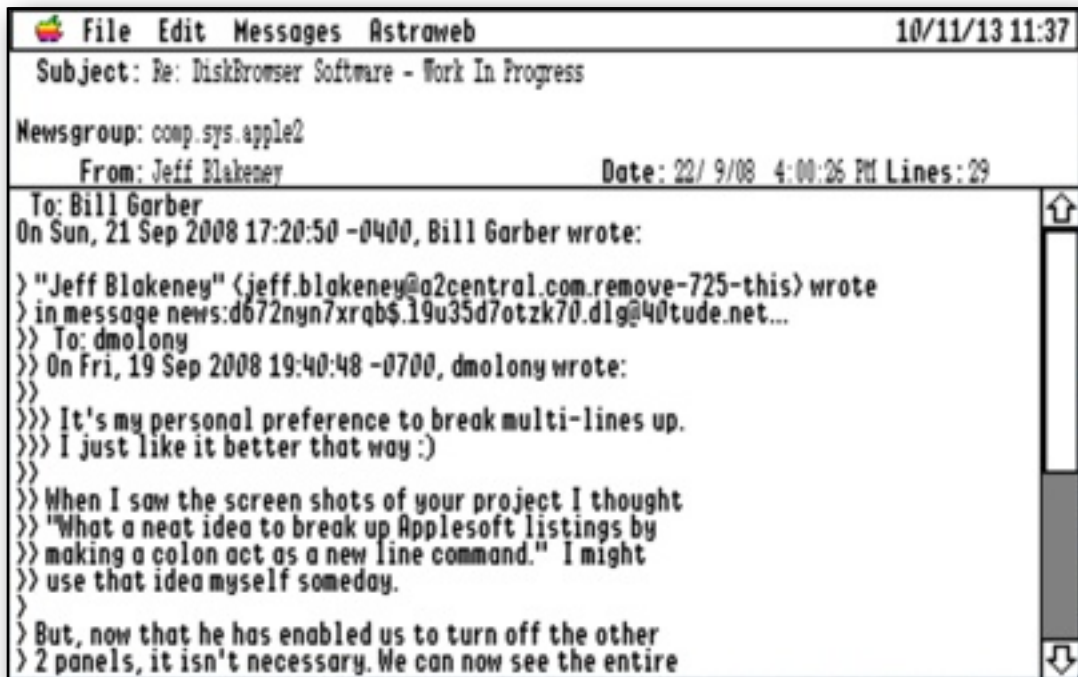 File Edit Messages Astraweb 10/11/13 11:37
Subject: Re: DiskBrowser Software - Work In Progress
Newsgroup: comp.sys.apple2
From: Jeff Blakeney Date: 22/ 9/08 4:00:26 PM Lines: 29
To: Bill Garber
On Sun, 21 Sep 2008 17:20:50 -0400, Bill Garber wrote:
> "Jeff Blakeney" <jeff.blakeney@a2central.com.remove-725-this> wrote
> in message news:d672nyn7xrqb$.19u35d7otzk70.dlg@40tude.net...
>> To: dmolony
>> On Fri, 19 Sep 2008 19:40:48 -0700, dmolony wrote:
>>
>>> It's my personal preference to break multi-lines up.
>>> I just like it better that way :)
>>
>> When I saw the screen shots of your project I thought
>> "What a neat idea to break up Applesoft listings by
>> making a colon act as a new line command." I might
>> use that idea myself someday.
>
> But, now that he has enabled us to turn off the other
> 2 panels, it isn't necessary. We can now see the entire